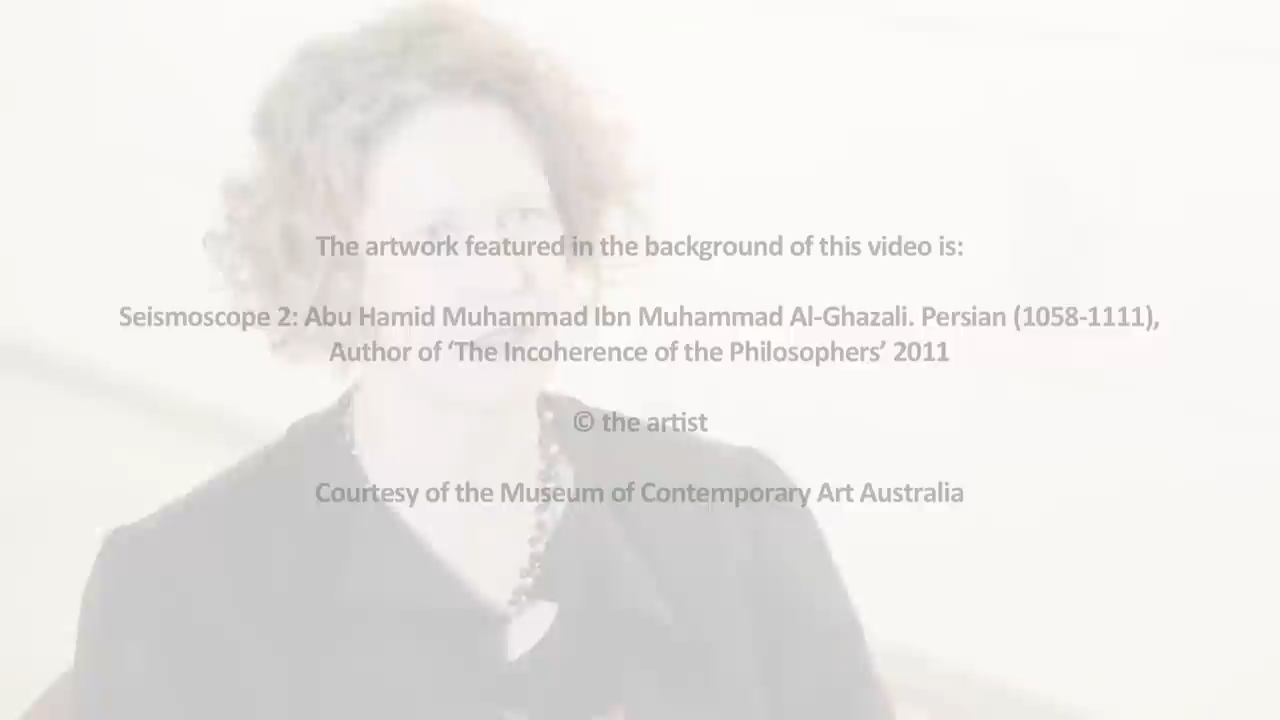 The artwork featured in the background of this video is:
Seismoscope 2: Abu Hamid Muhammad Ibn Muhammad Al-Ghazali. Persian (1058-1111),
Author of ‘The Incoherence of the Philosophers’ 2011
© the artist
Courtesy of the Museum of Contemporary Art Australia